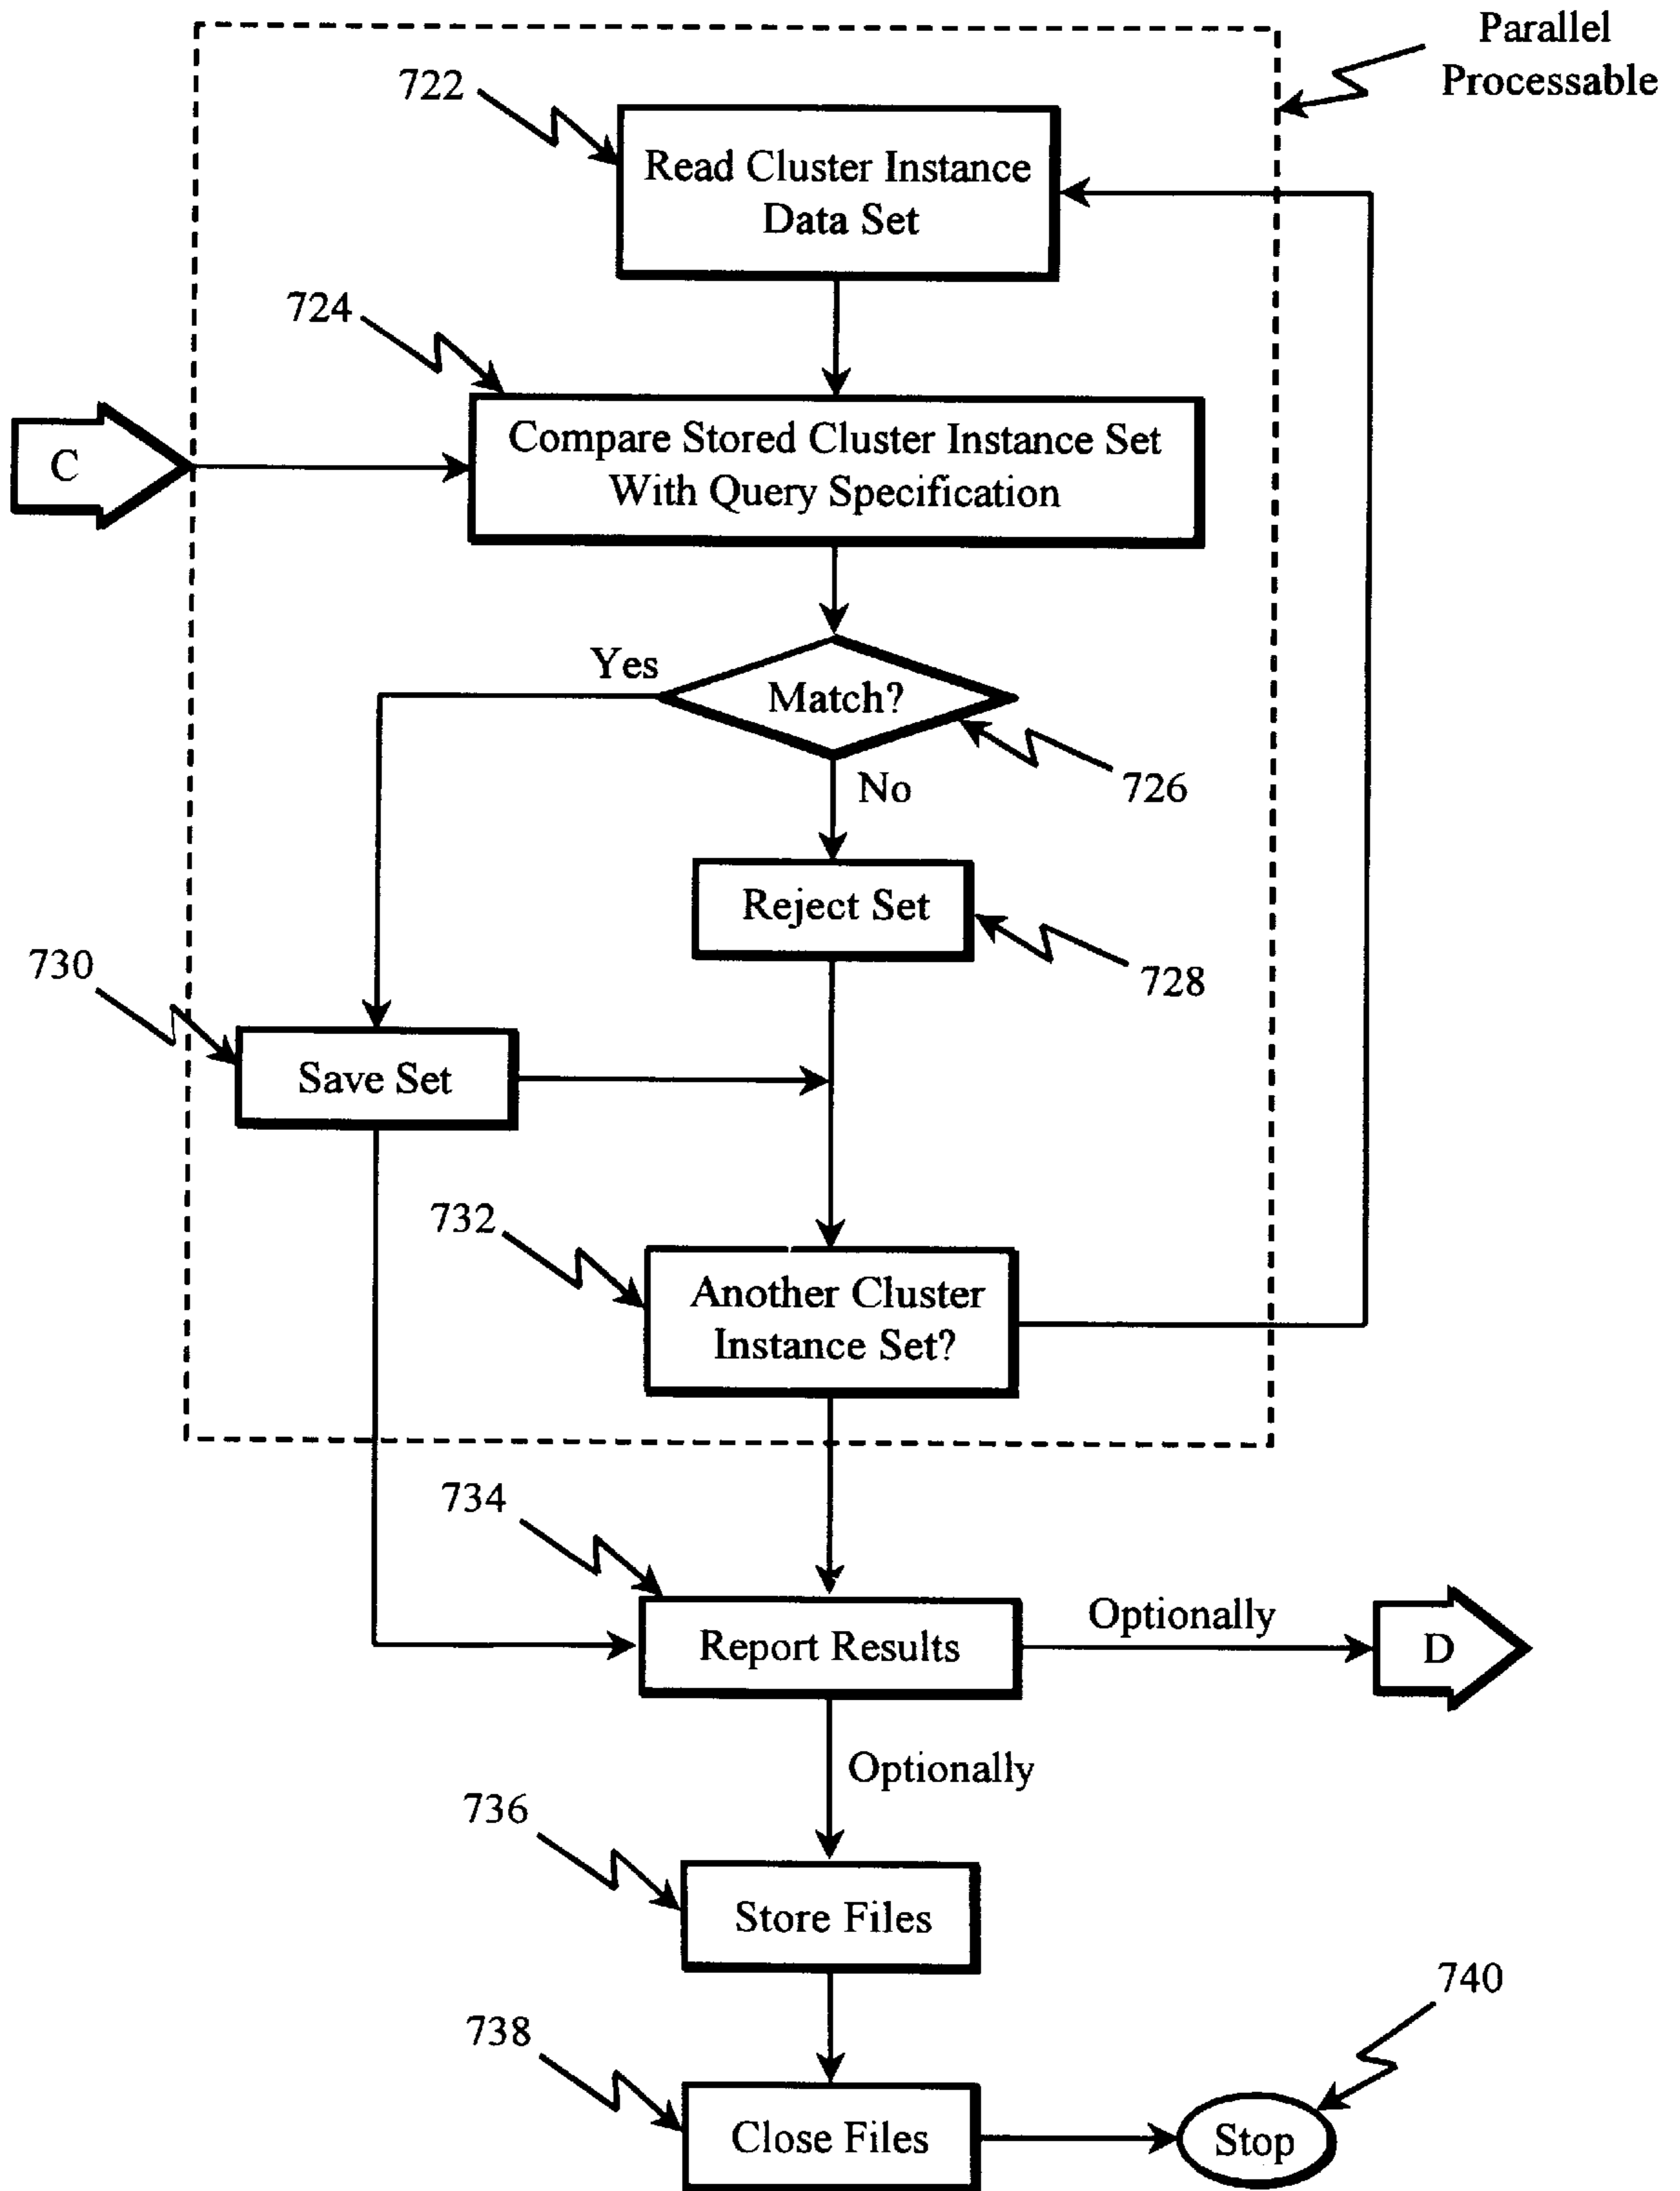 Parallel
Processable
722
Read Cluster Instance
Data Set
724
C
Compare Stored Cluster Instance Set
With Query Specification
Yes
Match?
726
No
Reject Set
728
730
Save Set
732
Another Cluster
Instance Set?
734
Report Results
Optionally
D
Optionally
736
Store Files
738
Close Files
740
Stop